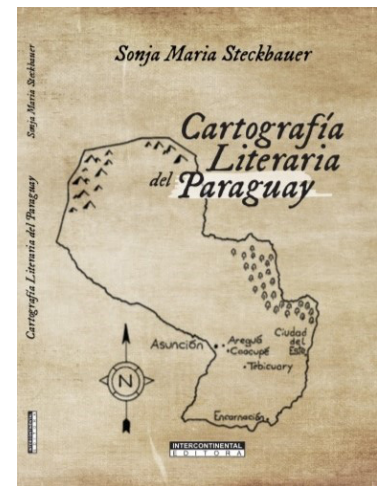 Sonja Maria Steckbauer
Cartografía
Literaria
del Paraguay
Asunción
Areguá
Caacupé
Tebicuary
Ciudad
del
Este
Encarnación
N
INTERCONTINENTAL
EDITORA
Cartografía Literaria del Paraguay
Sonja Maria Steckbauer